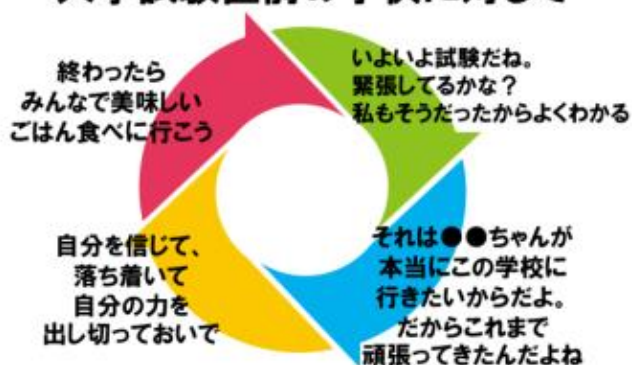 いよいよ試験だね。
緊張してるかな？
私もそうだったからよくわかる
それは●●ちゃんが
本当にこの学校に
行きたいからだよ。
だからこれまで
頑張ってきたんだよね
自分を信じて、
落ち着いて
自分の力を
出し切っておいで
終わったら
みんなで美味しい
ごはん食べに行こう